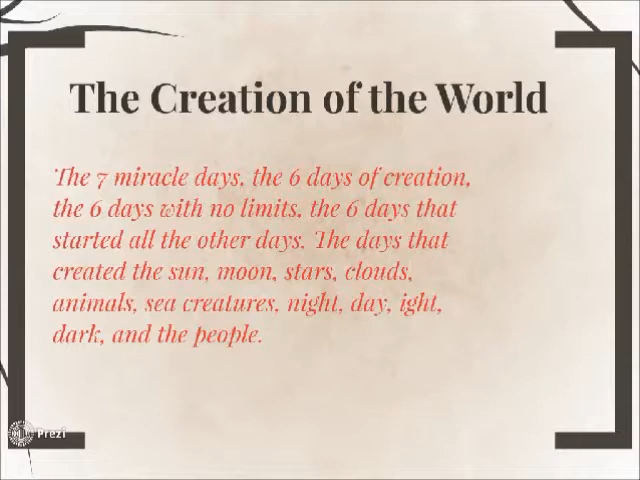 The Creation of the World
The 7 miracle days, the 6 days of creation,
the 6 days with no limits, the 6 days that
started all the other days. The days that
created the sun, moon, stars, clouds,
animals, sea creatures, night, day, ight,
dark, and the people.
Prezi